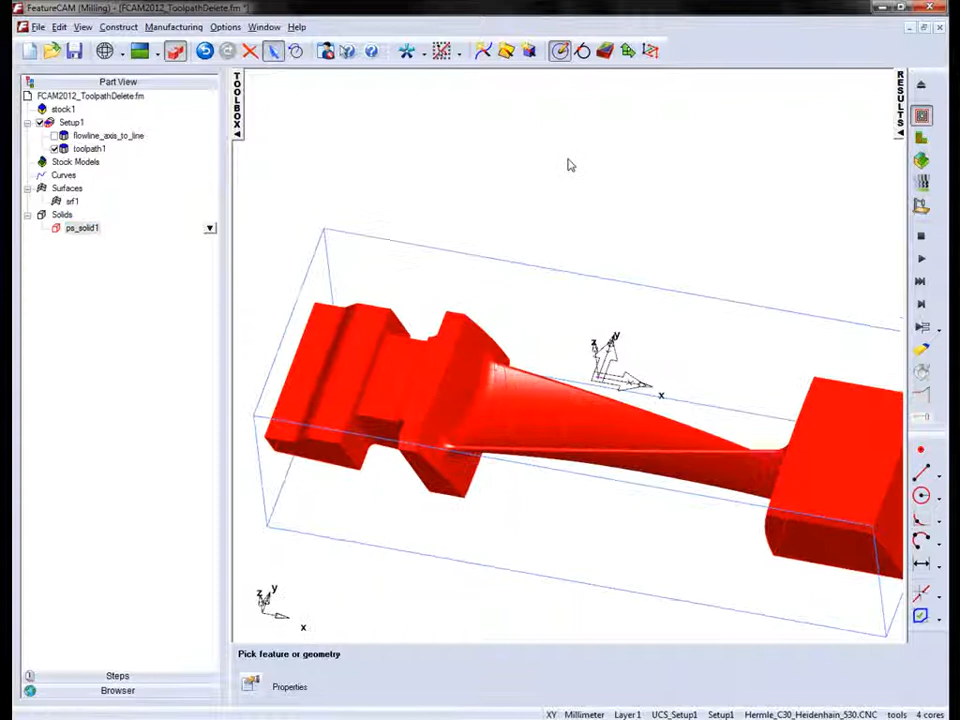 FeatureCAM (Milling) - [FCAM2012_ToolpathDelete.fm *]
File Edit View Construct Manufacturing Options Window Help
Part View
FCAM2012_ToolpathDelete.fm
stock1
Setup1
flowline_axis_to_line
toolpath1
Stock Models
Curves
Surfaces
srf1
Solids
ps_solid1
TOOLBOX
RESULTS
z y
x
z y
x
Pick feature or geometry
Properties
Steps
Browser
XY Millimeter Layer1 UCS_Setup1 Setup1 Hermle_C30_Heidenhain_530.CNC tools 4 cores